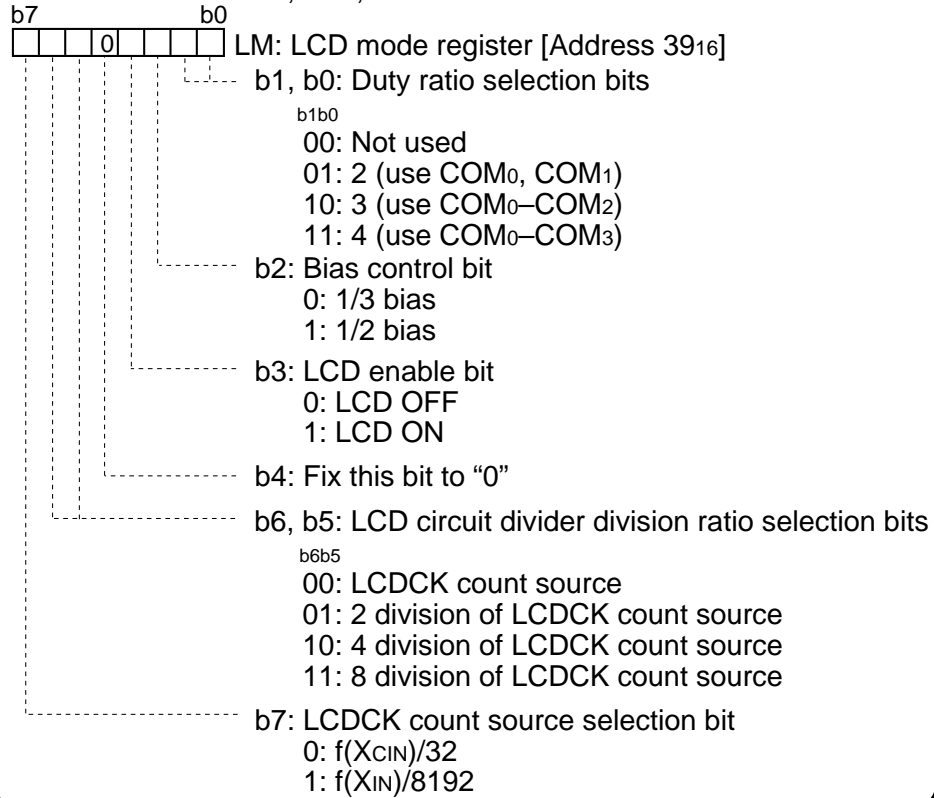 b7 b0
0 LM: LCD mode register [Address 3916]
b1, b0: Duty ratio selection bits
b1b0
00: Not used
01: 2 (use COM0, COM1)
10: 3 (use COM0–COM2)
11: 4 (use COM0–COM3)
b2: Bias control bit
0: 1/3 bias
1: 1/2 bias
b3: LCD enable bit
0: LCD OFF
1: LCD ON
b4: Fix this bit to “0”
b6, b5: LCD circuit divider division ratio selection bits
b6b5
00: LCDCK count source
01: 2 division of LCDCK count source
10: 4 division of LCDCK count source
11: 8 division of LCDCK count source
b7: LCDCK count source selection bit
0: f(XCIN)/32
1: f(XIN)/8192